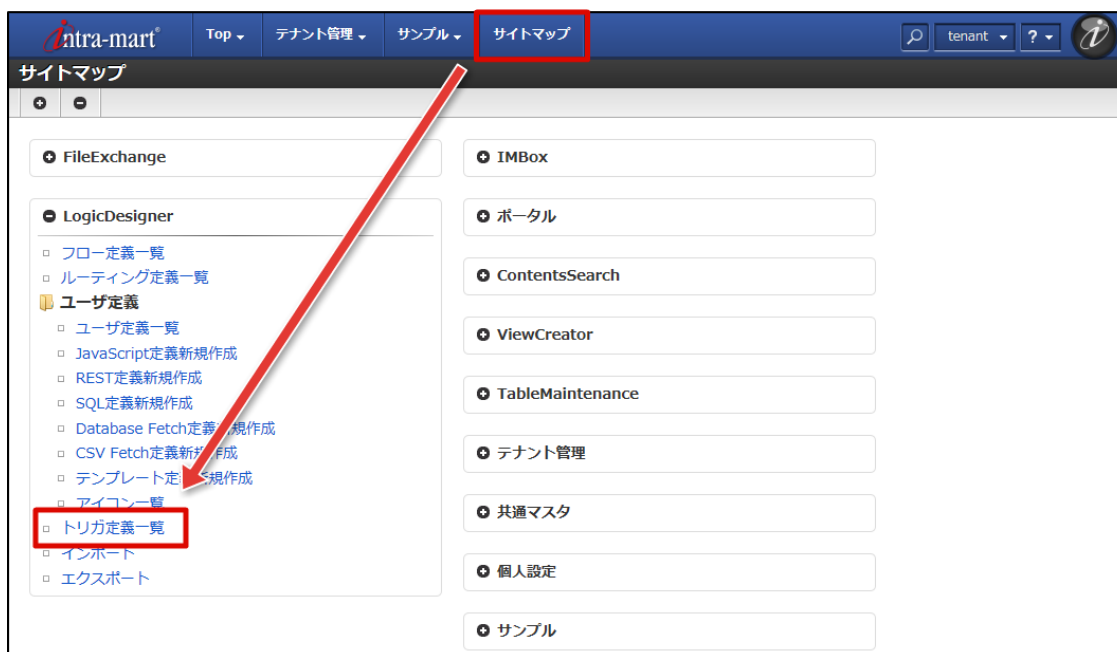 intra-mart Top テナント管理 サンプル サイトマップ tenant ?
サイトマップ
FileExchange
LogicDesigner
フロー定義一覧
ルーティング定義一覧
ユーザ定義
ユーザ定義一覧
JavaScript定義新規作成
REST定義新規作成
SQL定義新規作成
Database Fetch定義新規作成
CSV Fetch定義新規作成
テンプレート定義新規作成
アイコン一覧
トリガ定義一覧
インポート
エクスポート
IMBox
ポータル
ContentsSearch
ViewCreator
TableMaintenance
テナント管理
共通マスタ
個人設定
サンプル